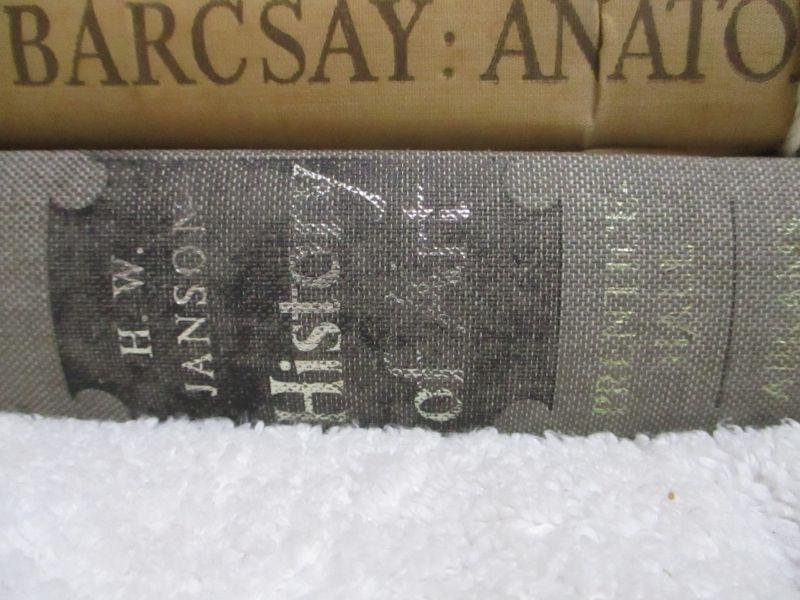 BARCSAY: ANATO
H. W.
JANSON
History
of Art
PRENTICE-
HALL